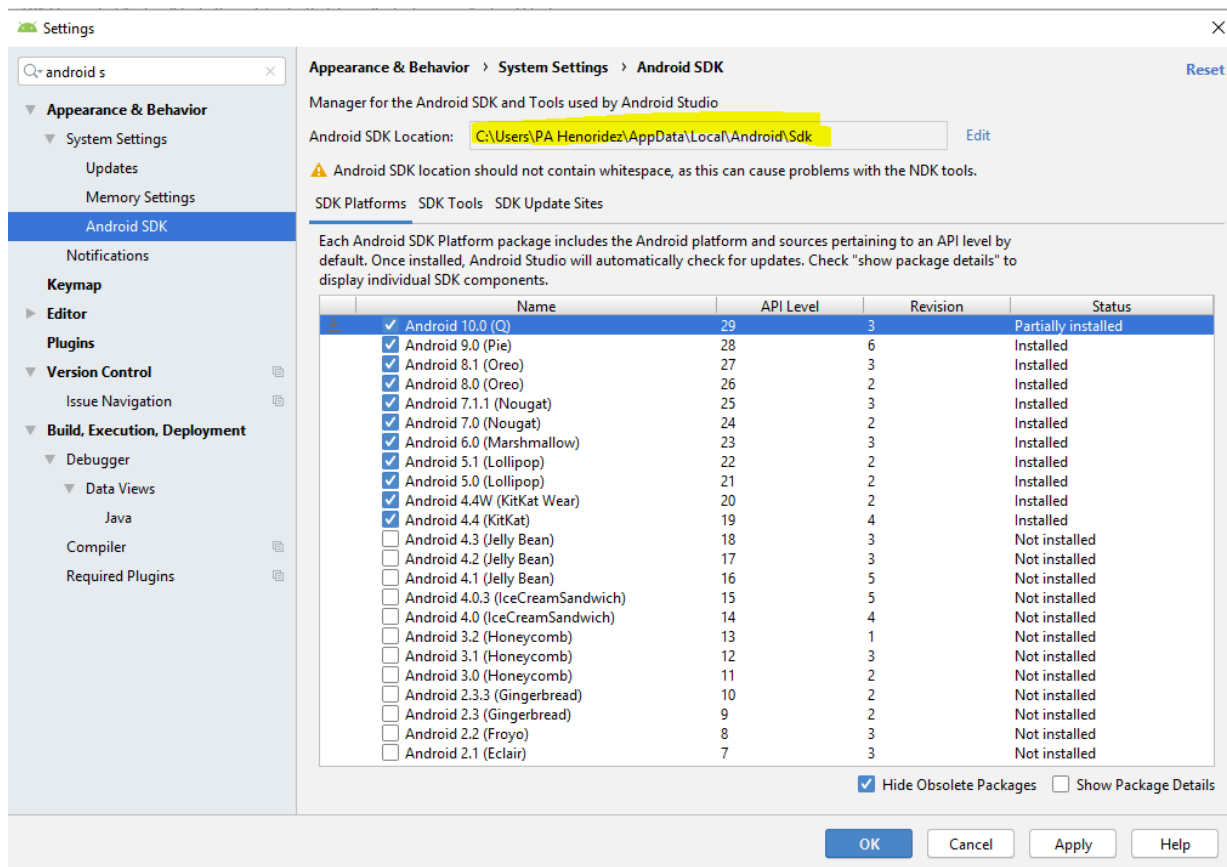 Settings
android s
Appearance & Behavior
System Settings
Updates
Memory Settings
Android SDK
Notifications
Keymap
Editor
Plugins
Version Control
Issue Navigation
Build, Execution, Deployment
Debugger
Data Views
Java
Compiler
Required Plugins
Appearance & Behavior > System Settings > Android SDK
Reset
Manager for the Android SDK and Tools used by Android Studio
Android SDK Location: C:\Users\PA Henoridez\AppData\Local\Android\Sdk Edit
Android SDK location should not contain whitespace, as this can cause problems with the NDK tools.
SDK Platforms SDK Tools SDK Update Sites
Each Android SDK Platform package includes the Android platform and sources pertaining to an API level by
default. Once installed, Android Studio will automatically check for updates. Check "show package details" to
display individual SDK components.
Name API Level Revision Status
Android 10.0 (Q) 29 3 Partially installed
Android 9.0 (Pie) 28 6 Installed
Android 8.1 (Oreo) 27 3 Installed
Android 8.0 (Oreo) 26 2 Installed
Android 7.1.1 (Nougat) 25 3 Installed
Android 7.0 (Nougat) 24 2 Installed
Android 6.0 (Marshmallow) 23 3 Installed
Android 5.1 (Lollipop) 22 2 Installed
Android 5.0 (Lollipop) 21 2 Installed
Android 4.4W (KitKat Wear) 20 2 Installed
Android 4.4 (KitKat) 19 4 Installed
Android 4.3 (Jelly Bean) 18 3 Not installed
Android 4.2 (Jelly Bean) 17 3 Not installed
Android 4.1 (Jelly Bean) 16 5 Not installed
Android 4.0.3 (IceCreamSandwich) 15 5 Not installed
Android 4.0 (IceCreamSandwich) 14 4 Not installed
Android 3.2 (Honeycomb) 13 1 Not installed
Android 3.1 (Honeycomb) 12 3 Not installed
Android 3.0 (Honeycomb) 11 2 Not installed
Android 2.3.3 (Gingerbread) 10 2 Not installed
Android 2.3 (Gingerbread) 9 2 Not installed
Android 2.2 (Froyo) 8 3 Not installed
Android 2.1 (Eclair) 7 3 Not installed
Hide Obsolete Packages Show Package Details
OK Cancel Apply Help